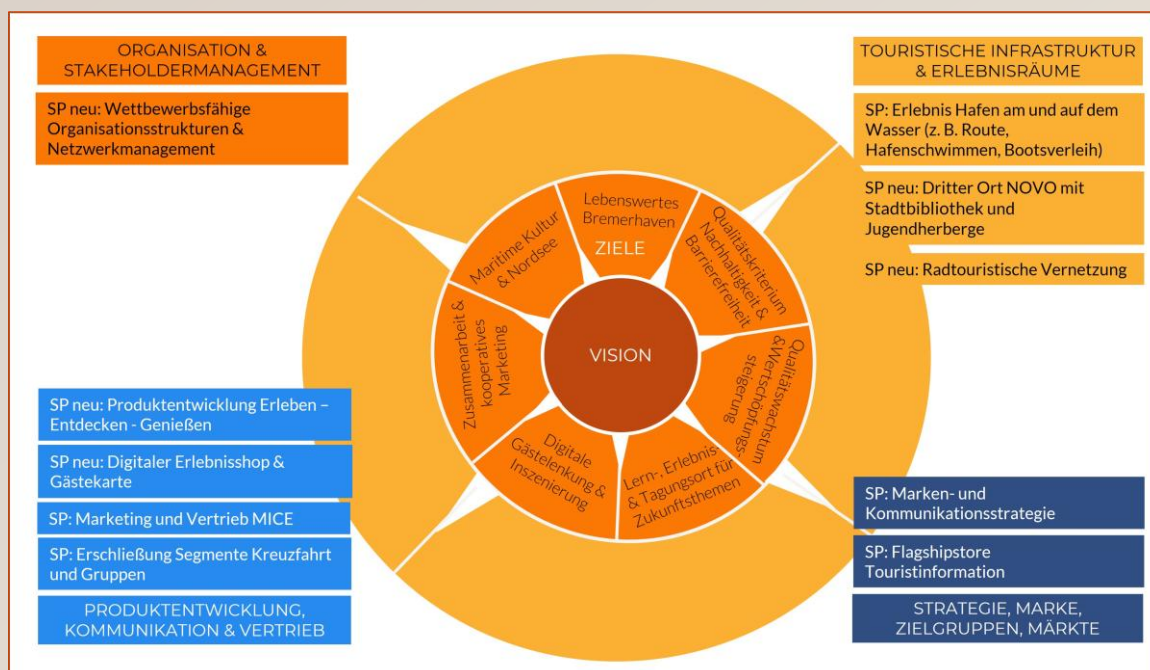 ORGANISATION &
STAKEHOLDERMANAGEMENT
SP neu: Wettbewerbsfähige
Organisationsstrukturen &
Netzwerkmanagement
TOURISTISCHE INFRASTRUKTUR
& ERLEBNISRÄUME
SP: Erlebnis Hafen am und auf dem
Wasser (z. B. Route,
Hafenschwimmen, Bootsverleih)
SP neu: Dritter Ort NOVO mit
Stadtbibliothek und
Jugendherberge
SP neu: Radtouristische Vernetzung
Lebenswertes
Bremerhaven
ZIELE
Qualitätskriterium
Nachhaltigkeit &
Barrierefreiheit
Qualitätswachstum
&Wertschöpfungs-
steigerung
Lern-, Erlebnis-
& Tagungsort für
Zukunftsthemen
Digitale
Gästelenkung &
Inszenierung
Zusammenarbeit &
kooperatives
Marketing
Maritime Kultur
& Nordsee
VISION
SP neu: Produktentwicklung Erleben –
Entdecken - Genießen
SP neu: Digitaler Erlebnisshop &
Gästekarte
SP: Marketing und Vertrieb MICE
SP: Erschließung Segmente Kreuzfahrt
und Gruppen
PRODUKTENTWICKLUNG,
KOMMUNIKATION & VERTRIEB
SP: Marken- und
Kommunikationsstrategie
SP: Flagshipstore
Touristinformation
STRATEGIE, MARKE,
ZIELGRUPPEN, MÄRKTE